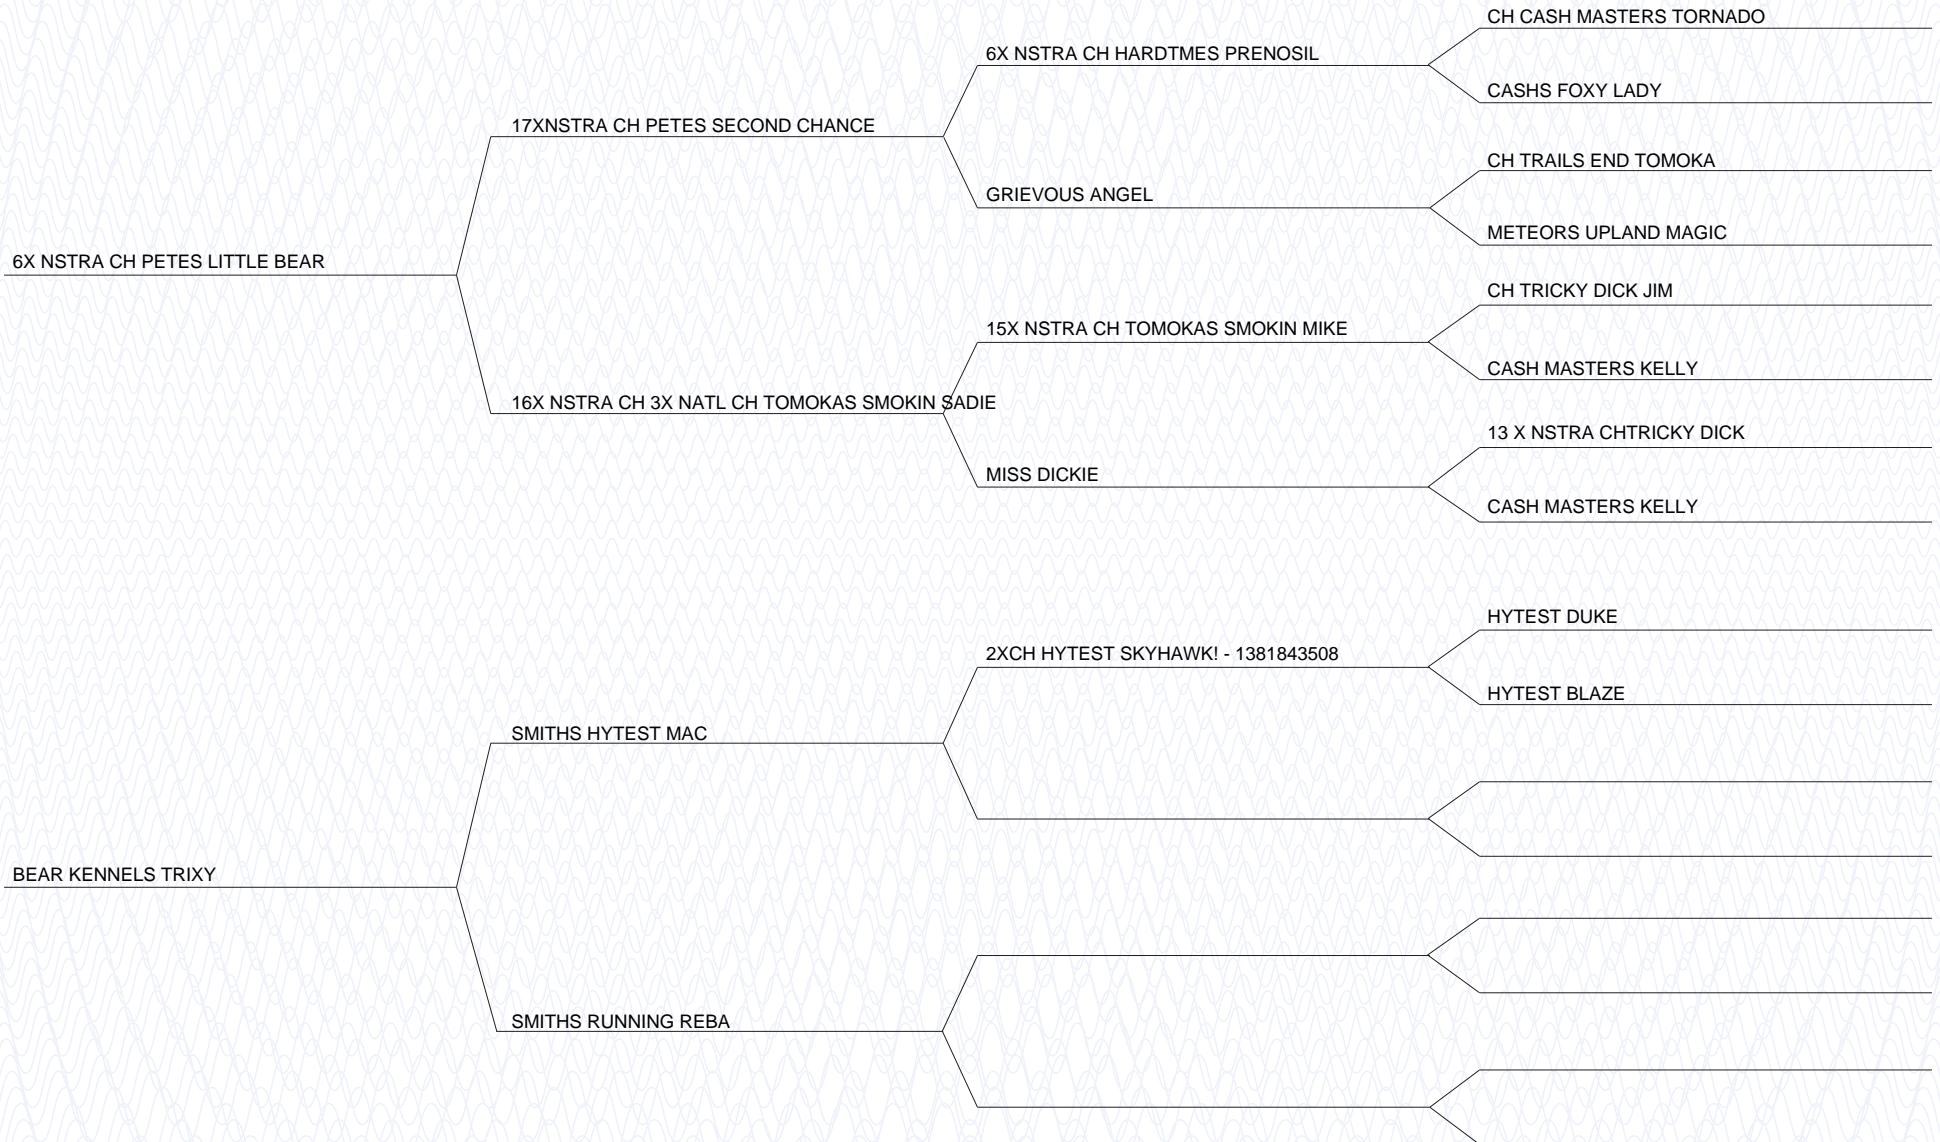 CH CASH MASTERS TORNADO
6X NSTRA CH HARDTMES PRENOSIL
CASHS FOXY LADY
17XNSTRA CH PETES SECOND CHANCE
CH TRAILS END TOMOKA
GRIEVOUS ANGEL
METEORS UPLAND MAGIC
6X NSTRA CH PETES LITTLE BEAR
CH TRICKY DICK JIM
15X NSTRA CH TOMOKAS SMOKIN MIKE
CASH MASTERS KELLY
16X NSTRA CH 3X NATL CH TOMOKAS SMOKIN SADIE
13 X NSTRA CHTRICKY DICK
MISS DICKIE
CASH MASTERS KELLY
HYTEST DUKE
2XCH HYTEST SKYHAWK! - 1381843508
HYTEST BLAZE
SMITHS HYTEST MAC
BEAR KENNELS TRIXY
SMITHS RUNNING REBA